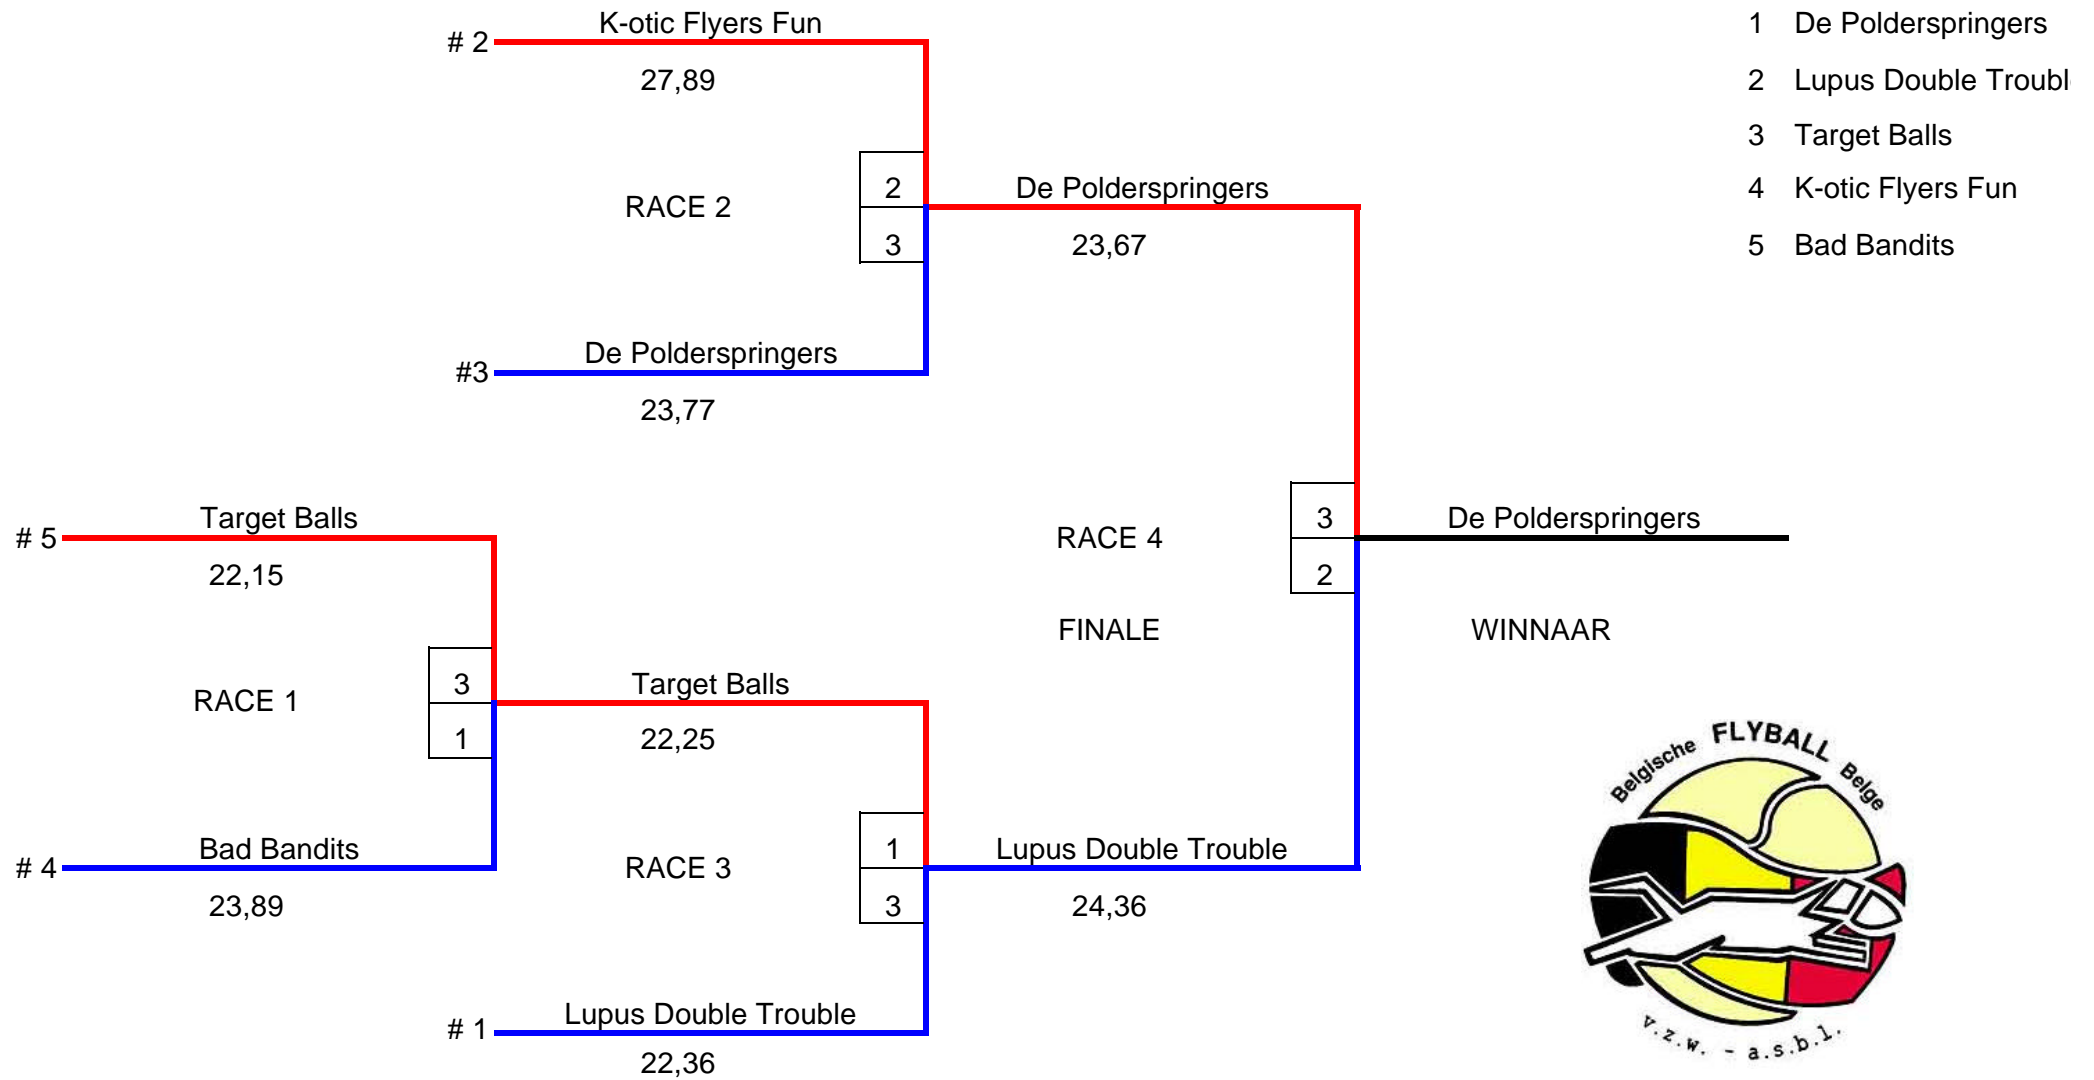 K-otic Flyers Fun
# 2
27,89
RACE 2
2
3
De Polderspringers
23,67
De Polderspringers
#3
23,77
1 De Polderspringers
2 Lupus Double Troubl
3 Target Balls
4 K-otic Flyers Fun
5 Bad Bandits
Target Balls
# 5
22,15
RACE 1
3
1
Target Balls
22,25
Bad Bandits
# 4
23,89
RACE 3
1
3
Lupus Double Trouble
24,36
Lupus Double Trouble
# 1
22,36
RACE 4
3
2
FINALE
De Polderspringers
WINNAAR
Belgische FLYBALL Belge
v.z.w. - a.s.b.l.